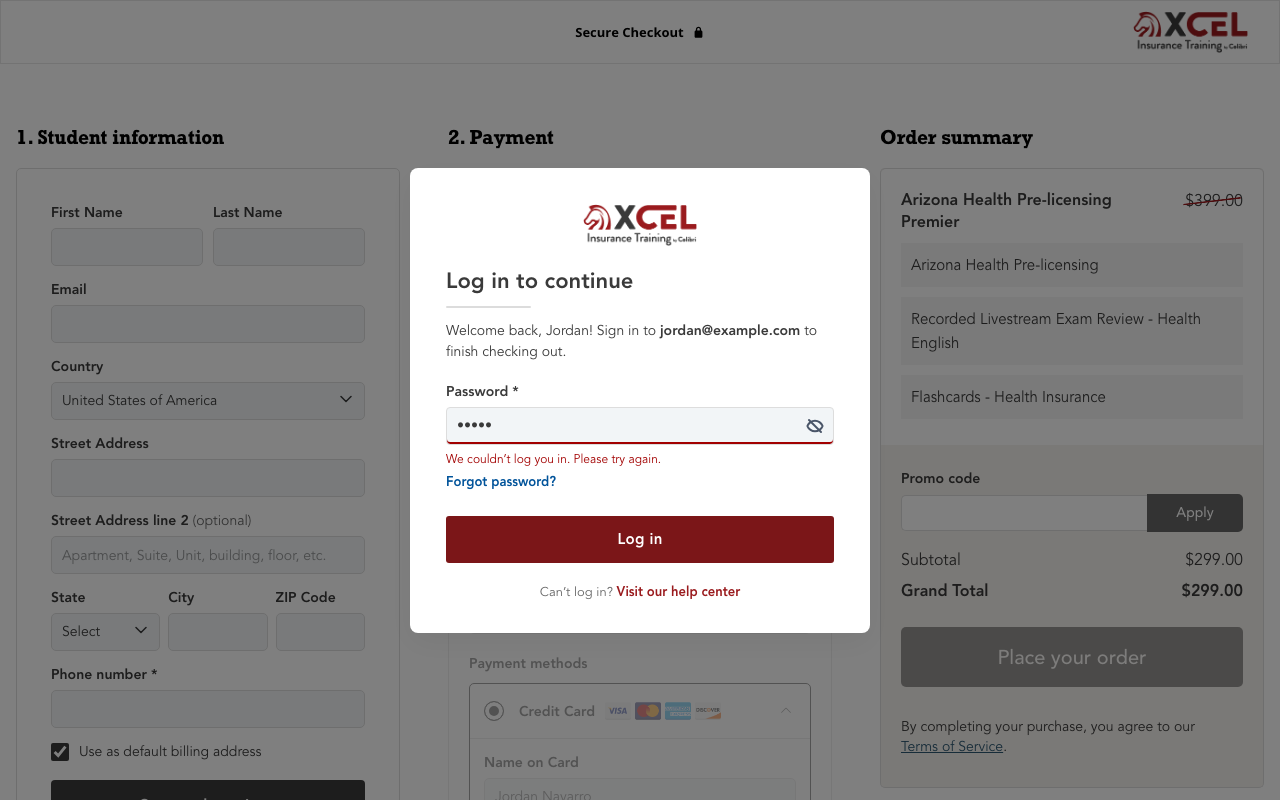 Secure Checkout
XCEL
Insurance Training by Calibri
1. Student information
First Name
Last Name
Email
Country
United States of America
Street Address
Street Address line 2 (optional)
Apartment, Suite, Unit, building, floor, etc.
State
City
ZIP Code
Select
Phone number *
Use as default billing address
2. Payment
XCEL
Insurance Training by Calibri
Log in to continue
Welcome back, Jordan! Sign in to jordan@example.com to
finish checking out.
Password *
•••••
We couldn’t log you in. Please try again.
Forgot password?
Log in
Can’t log in? Visit our help center
Payment methods
Credit Card VISA DISCOVER
Name on Card
Jordan Navarro
Order summary
Arizona Health Pre-licensing
Premier
$399.00
Arizona Health Pre-licensing
Recorded Livestream Exam Review - Health
English
Flashcards - Health Insurance
Promo code
Apply
Subtotal
$299.00
Grand Total
$299.00
Place your order
By completing your purchase, you agree to our
Terms of Service.